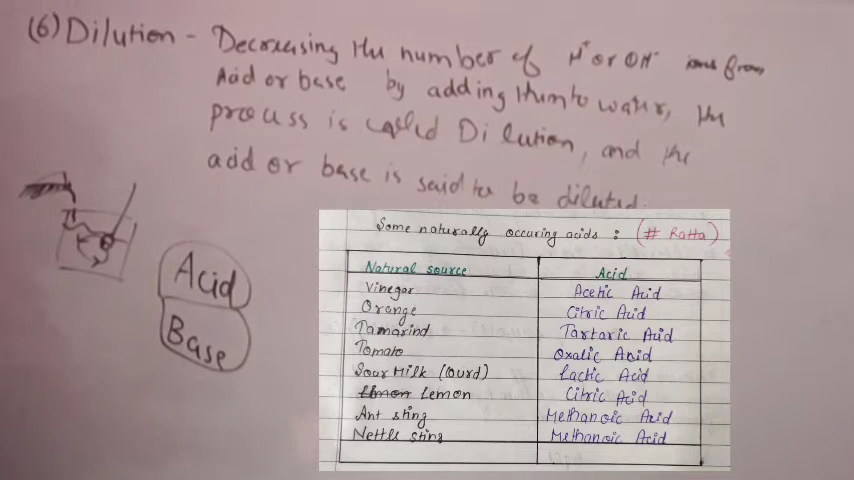 (6) Dilution - Decreasing the number of H⁺ or OH⁻ ions from
Acid or base by adding them to water, the
process is called Dilution, and the
acid or base is said to be diluted.
Acid
Base
Some naturally occuring acids : (# Ratta)
Natural source Acid
Vinegar Acetic Acid
Orange Citric Acid
Tamarind Tartaric Acid
Tomato Oxalic Acid
Sour Milk (Curd) Lactic Acid
Lemon Citric Acid
Ant sting Methanoic Acid
Nettle sting Methanoic Acid